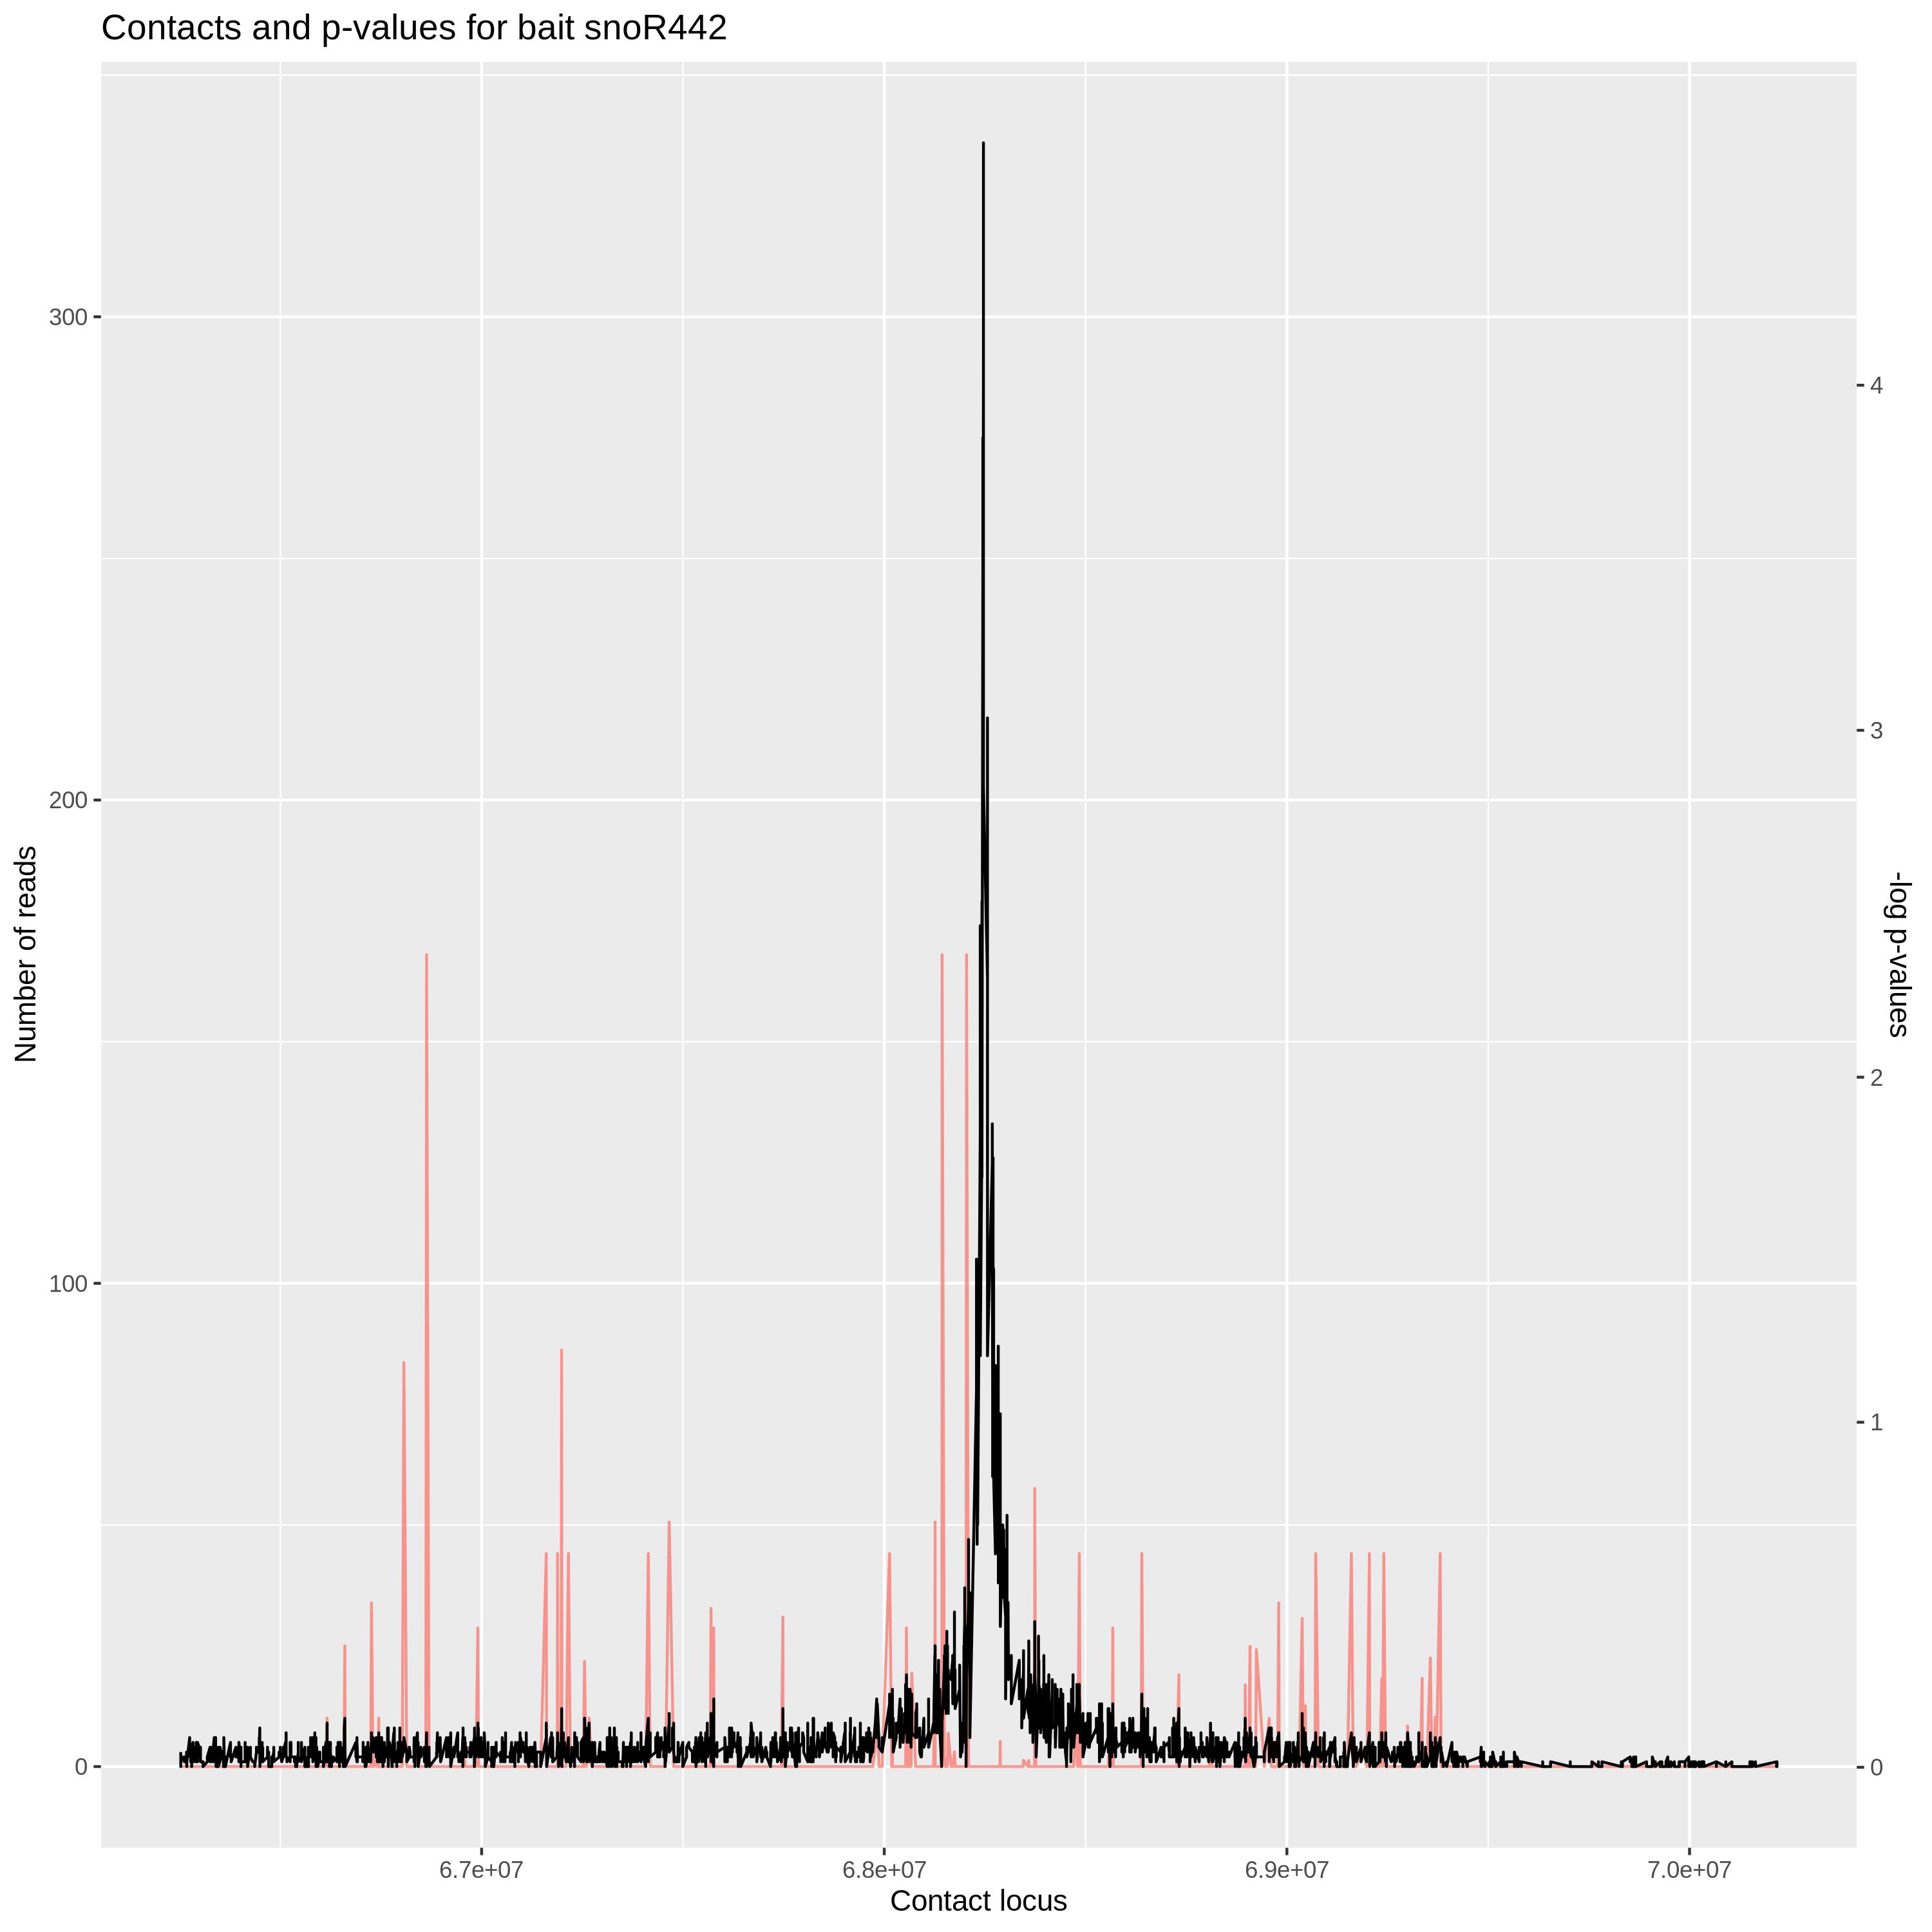 Contacts and p-values for bait snoR442
300
200
100
0
Number of reads
4
3
2
1
0
-log p-values
6.7e+07
6.8e+07
6.9e+07
7.0e+07
Contact locus